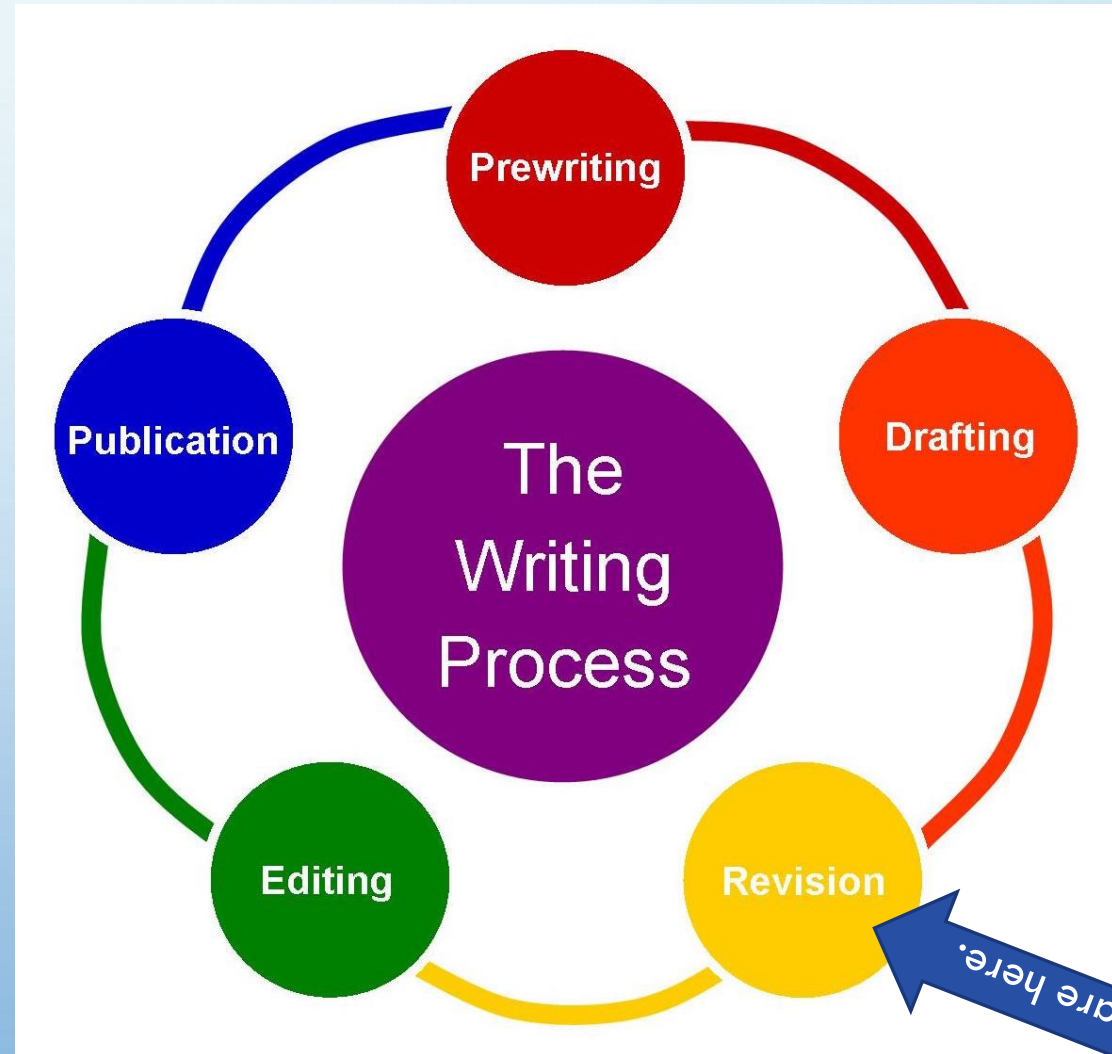 Prewriting
Publication
Drafting
The
Writing
Process
Editing
Revision
are here.